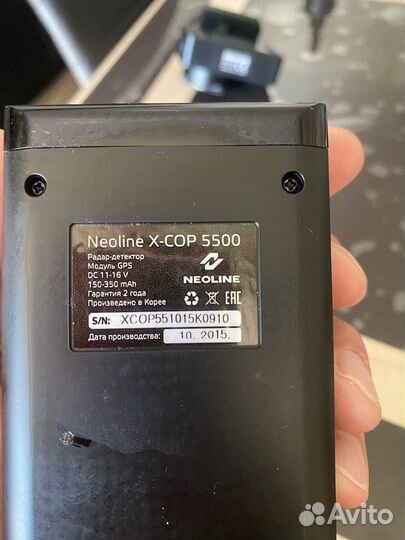 Neoline X-COP 5500
Радар-детектор
Модуль GPS
DC 11-16 V
150-350 mAh
Гарантия 2 года
Произведено в Корее
NEOLINE
EAC
S/N: XCOP551015K0910
Дата производства: 10. 2015.
Avito